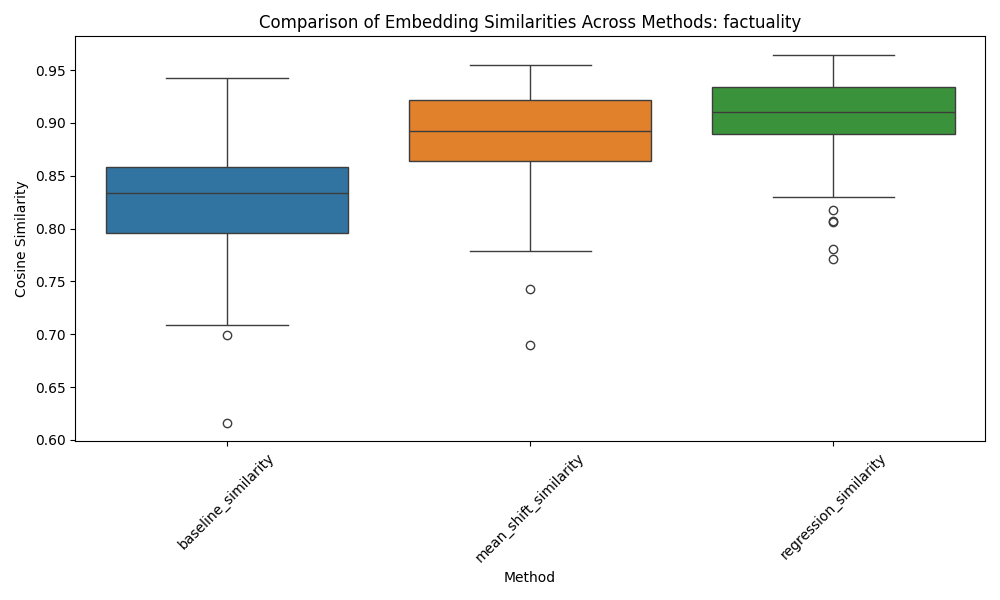 Comparison of Embedding Similarities Across Methods: factuality
Cosine Similarity
0.95
0.90
0.85
0.80
0.75
0.70
0.65
0.60
baseline_similarity
mean_shift_similarity
regression_similarity
Method